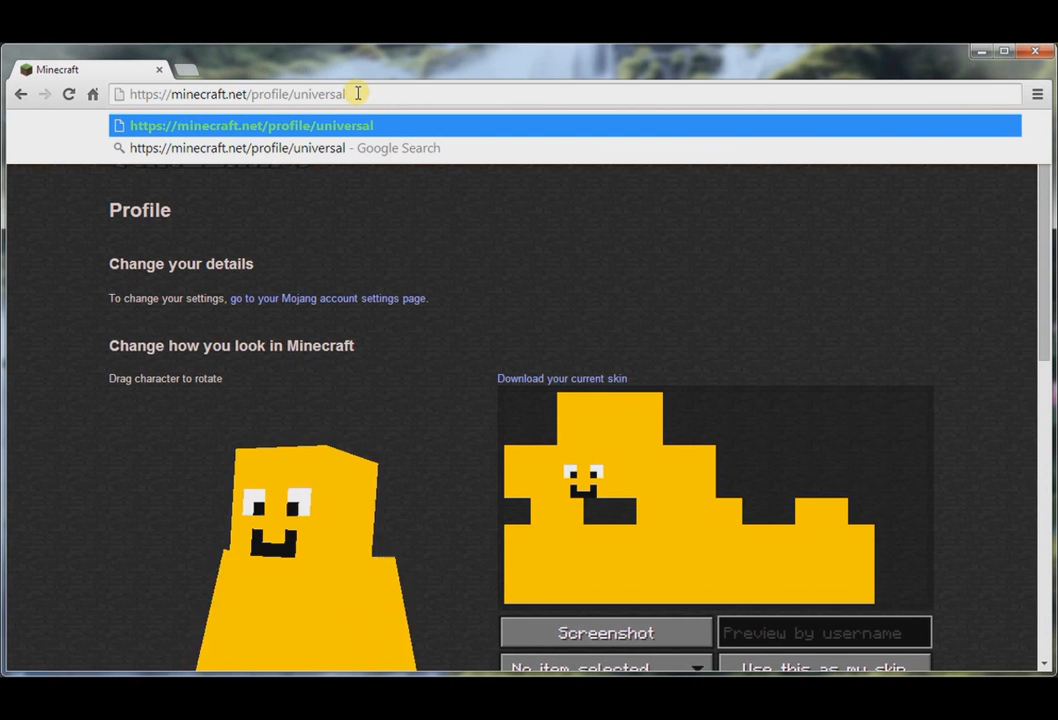 Minecraft
https://minecraft.net/profile/universal
https://minecraft.net/profile/universal
https://minecraft.net/profile/universal - Google Search
Profile
Change your details
To change your settings, go to your Mojang account settings page.
Change how you look in Minecraft
Drag character to rotate
Download your current skin
Screenshot
Preview by username
No item selected
Use this as my skin